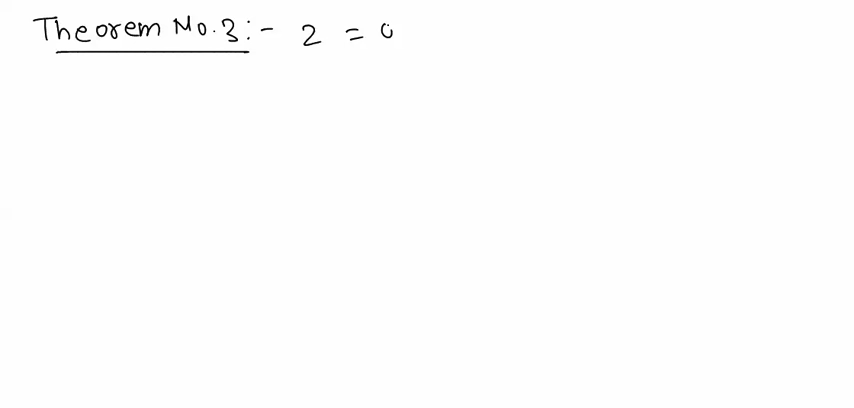 Theorem No. 3:- 2 = 0